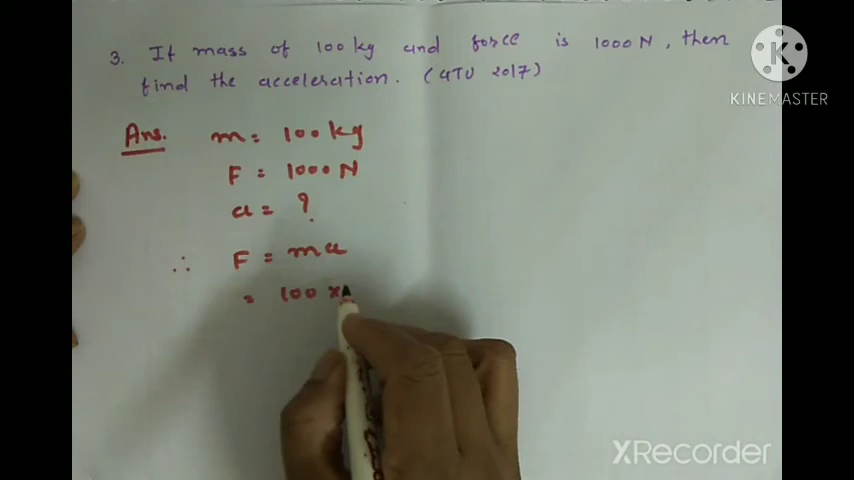 3. If mass of 100 kg and force is 1000 N, then
find the acceleration. (GTU 2017)
Ans. m = 100 kg
F = 1000 N
a = ?
∴ F = ma
= 100 ×
KINEMASTER
XRecorder